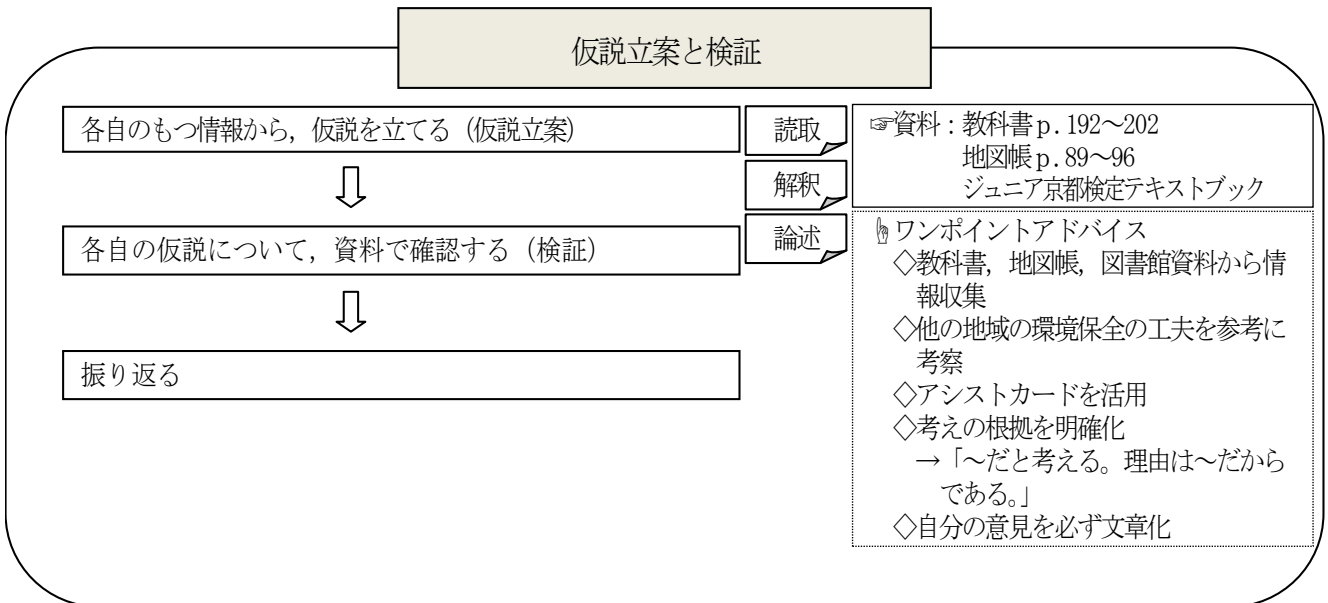 仮説立案と検証
各自のもつ情報から，仮説を立てる（仮説立案）
⇩
各自の仮説について，資料で確認する（検証）
⇩
振り返る
読取
解釈
論述
☞資料：教科書p.192～202
地図帳p.89～96
ジュニア京都検定テキストブック
☝ワンポイントアドバイス
◇教科書，地図帳，図書館資料から情
報収集
◇他の地域の環境保全の工夫を参考に
考察
◇アシストカードを活用
◇考えの根拠を明確化
→「～だと考える。理由は～だから
である。」
◇自分の意見を必ず文章化